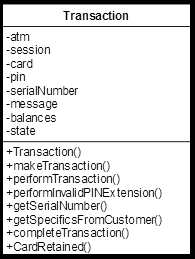 Transaction
-atm
-session
-card
-pin
-serialNumber
-message
-balances
-state
+Transaction()
+makeTransaction()
+performTransaction()
+performInvalidPINExtension()
+getSerialNumber()
+getSpecificsFromCustomer()
+completeTransaction()
+CardRetained()